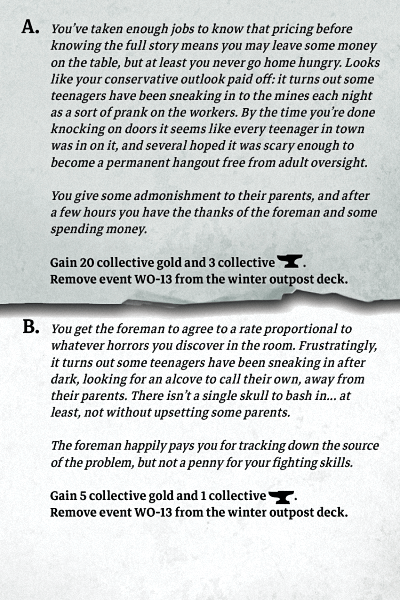 A. You've taken enough jobs to know that pricing before
knowing the full story means you may leave some money
on the table, but at least you never go home hungry. Looks
like your conservative outlook paid off: it turns out some
teenagers have been sneaking in to the mines each night
as a sort of prank on the workers. By the time you're done
knocking on doors it seems like every teenager in town
was in on it, and several hoped it was scary enough to
become a permanent hangout free from adult oversight.
You give some admonishment to their parents, and after
a few hours you have the thanks of the foreman and some
spending money.
Gain 20 collective gold and 3 collective .
Remove event WO-13 from the winter outpost deck.
B. You get the foreman to agree to a rate proportional to
whatever horrors you discover in the room. Frustratingly,
it turns out some teenagers have been sneaking in after
dark, looking for an alcove to call their own, away from
their parents. There isn't a single skull to bash in... at
least, not without upsetting some parents.
The foreman happily pays you for tracking down the source
of the problem, but not a penny for your fighting skills.
Gain 5 collective gold and 1 collective .
Remove event WO-13 from the winter outpost deck.